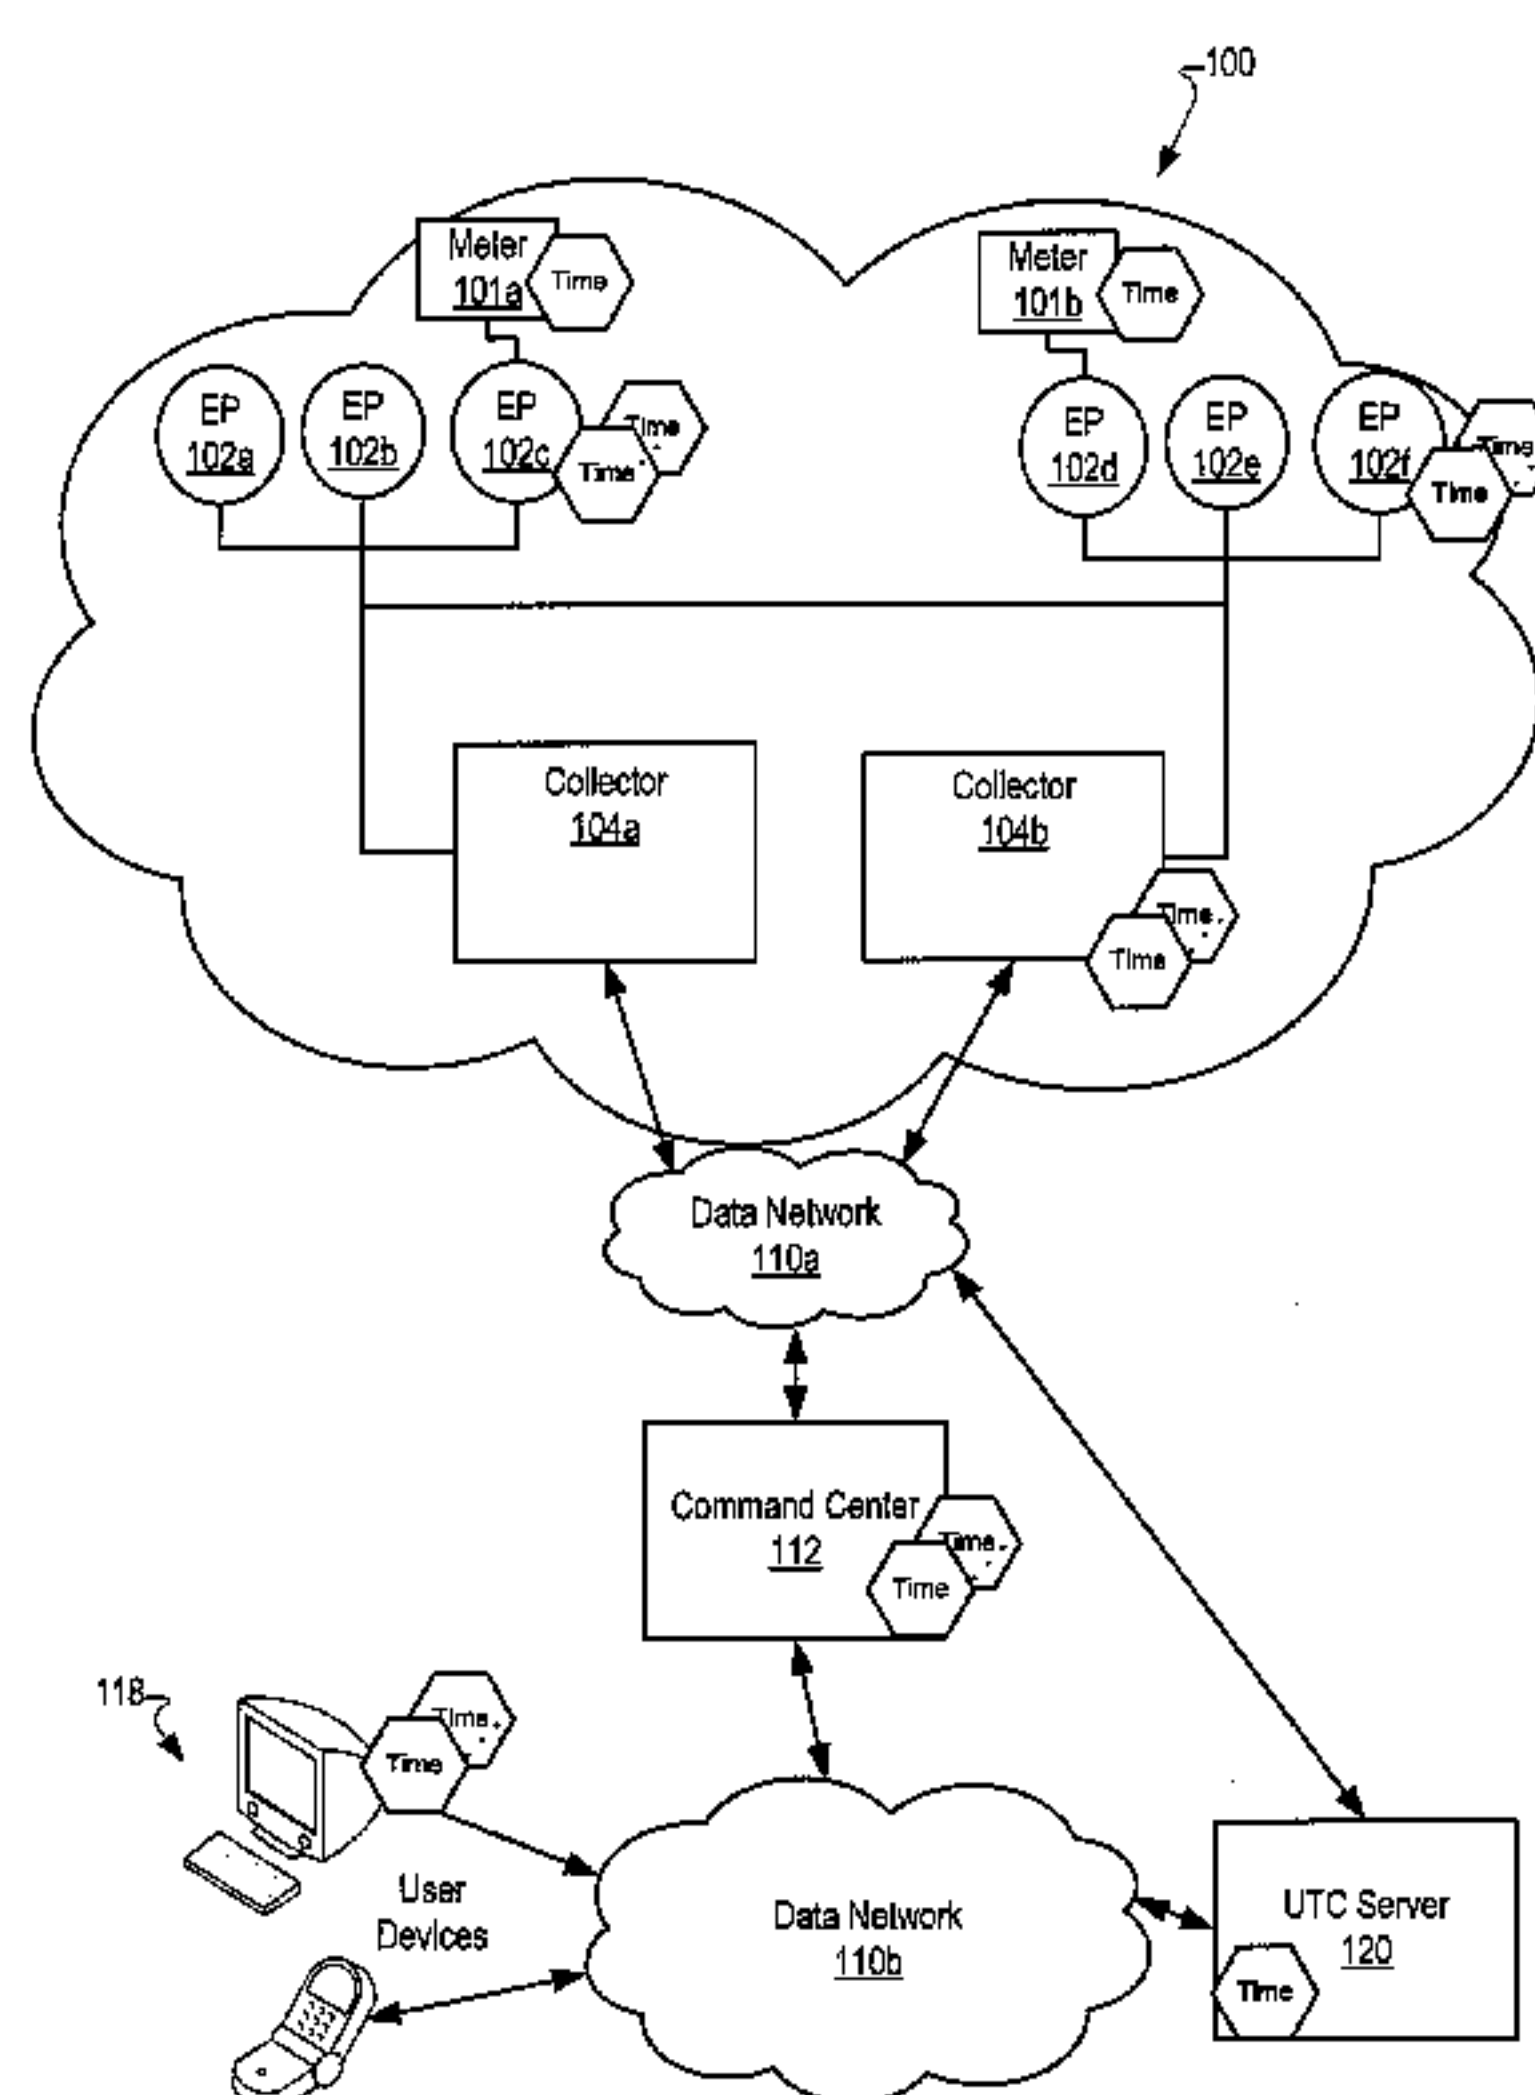 100
Meter
101a
Time
Meter
101b
Time
EP
102a
EP
102b
EP
102c
Time
Time
EP
102d
EP
102e
EP
102f
Time
Time
Collector
104a
Collector
104b
Time
Time
Data Network
110a
Command Center
112
Time
Time
118
Time
Time
User
Devices
Data Network
110b
UTC Server
120
Time